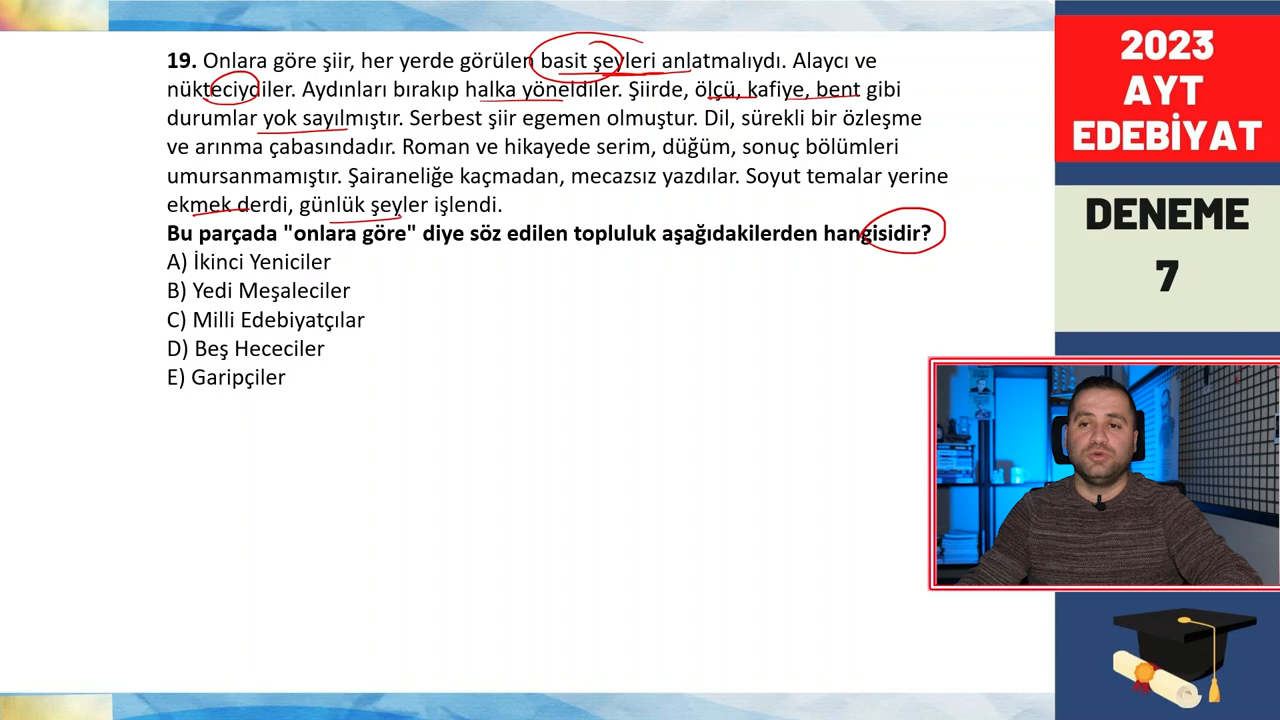 19. Onlara göre şiir, her yerde görülen basit şeyleri anlatmalıydı. Alaycı ve
nükteciydiler. Aydınları bırakıp halka yöneldiler. Şiirde, ölçü, kafiye, bent gibi
durumlar yok sayılmıştır. Serbest şiir egemen olmuştur. Dil, sürekli bir özleşme
ve arınma çabasındadır. Roman ve hikayede serim, düğüm, sonuç bölümleri
umursanmamıştır. Şairaneliğe kaçmadan, mecazsız yazdılar. Soyut temalar yerine
ekmek derdi, günlük şeyler işlendi.
Bu parçada "onlara göre" diye söz edilen topluluk aşağıdakilerden hangisidir?
A) İkinci Yeniciler
B) Yedi Meşaleciler
C) Milli Edebiyatçılar
D) Beş Hececiler
E) Garipçiler
2023
AYT
EDEBİYAT
DENEME
7